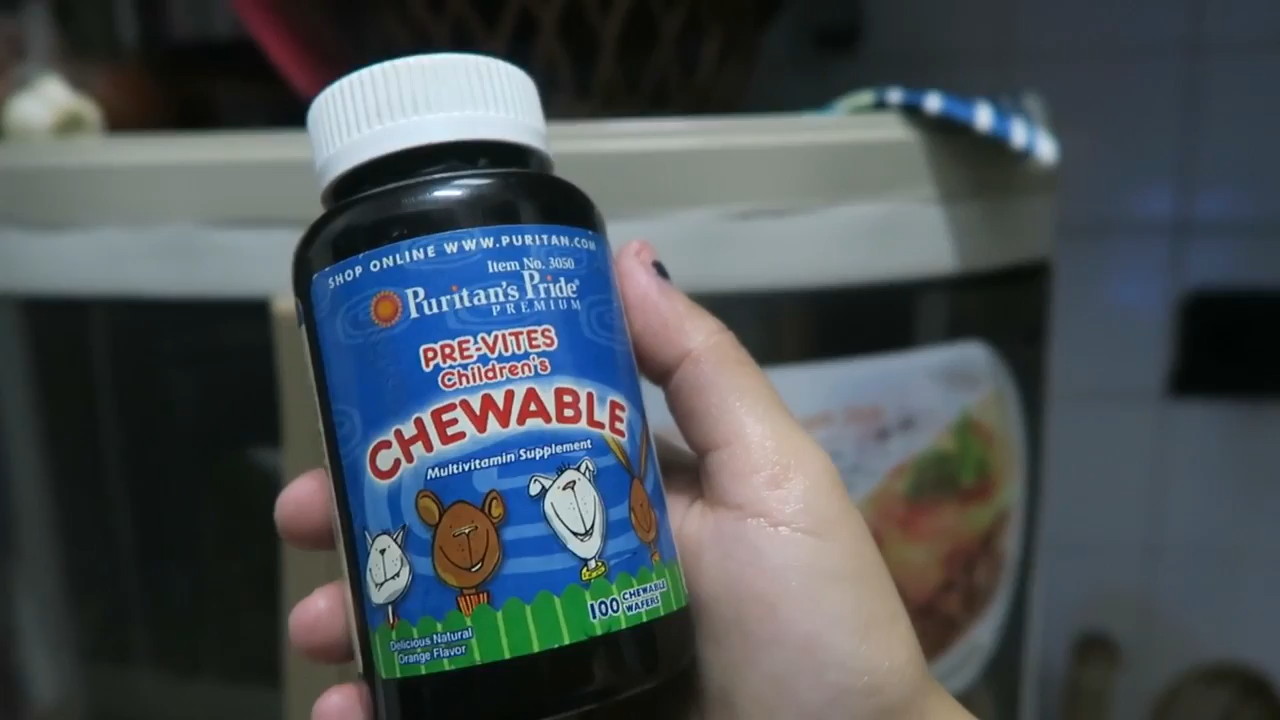 SHOP ONLINE WWW.PURITAN.COM
Item No. 3050
Puritan's Pride®
PREMIUM
PRE-VITES
Children's
CHEWABLE
Multivitamin Supplement
100 CHEWABLE
WAFERS
Delicious Natural
Orange Flavor